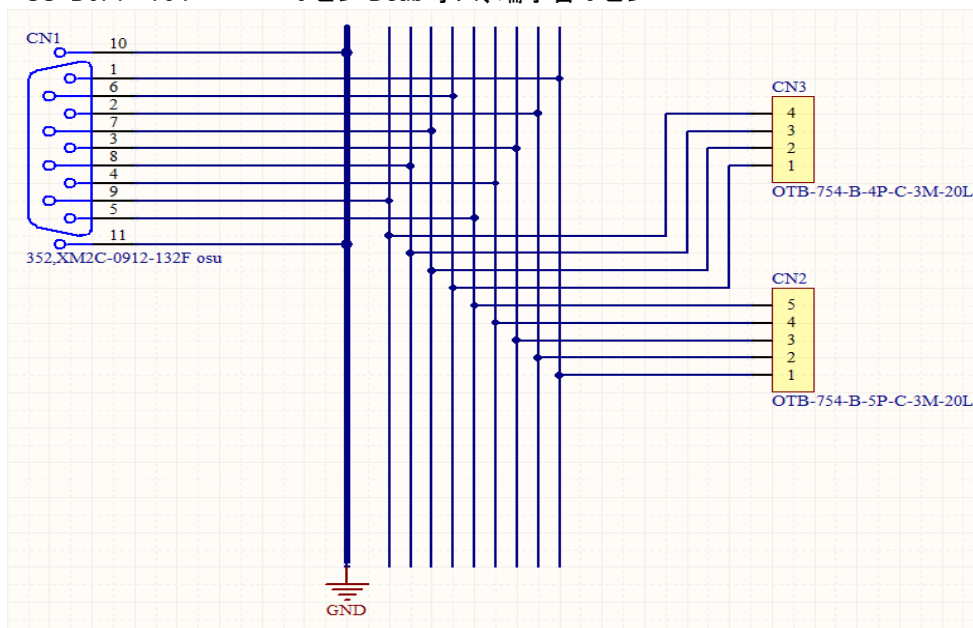 CN1
10
1
6
2
7
3
8
4
9
5
11
352,XM2C-0912-132F osu
CN3
4
3
2
1
OTB-754-B-4P-C-3M-20L
CN2
5
4
3
2
1
OTB-754-B-5P-C-3M-20L
GND